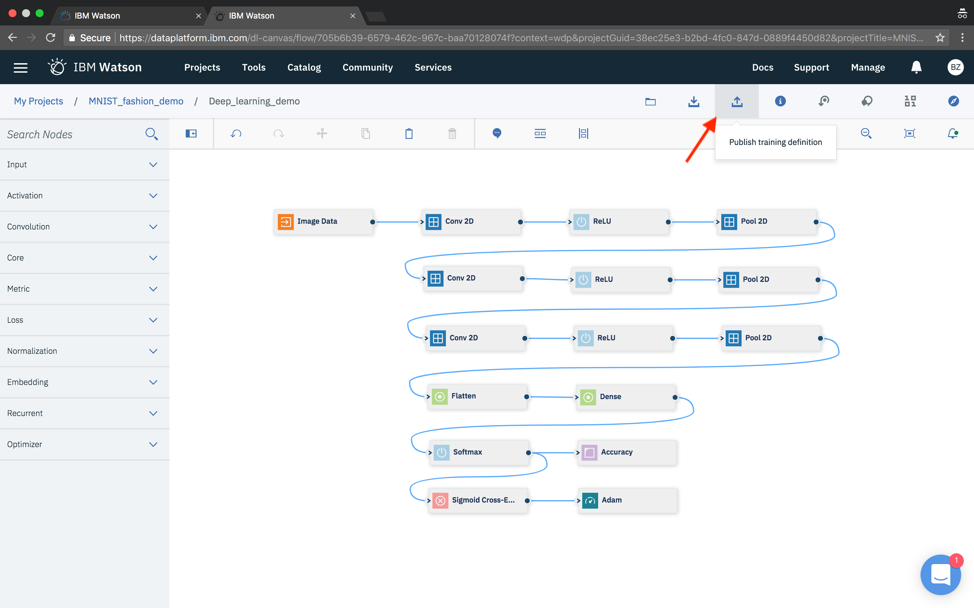 IBM Watson
IBM Watson
Secure https://dataplatform.ibm.com/dl-canvas/flow/705b6b39-6579-462c-967c-baa70128074f?context=wdp&projectGuid=38ec25e3-b2bd-4fc0-847d-0889f4450d82&projectTitle=MNIS...
IBM Watson Projects Tools Catalog Community Services Docs Support Manage BZ
My Projects / MNIST_fashion_demo / Deep_learning_demo
Search Nodes
Publish training definition
Input
Activation
Convolution
Core
Metric
Loss
Normalization
Embedding
Recurrent
Optimizer
Image Data Conv 2D ReLU Pool 2D
Conv 2D ReLU Pool 2D
Conv 2D ReLU Pool 2D
Flatten Dense
Softmax Accuracy
Sigmoid Cross-E... Adam
1